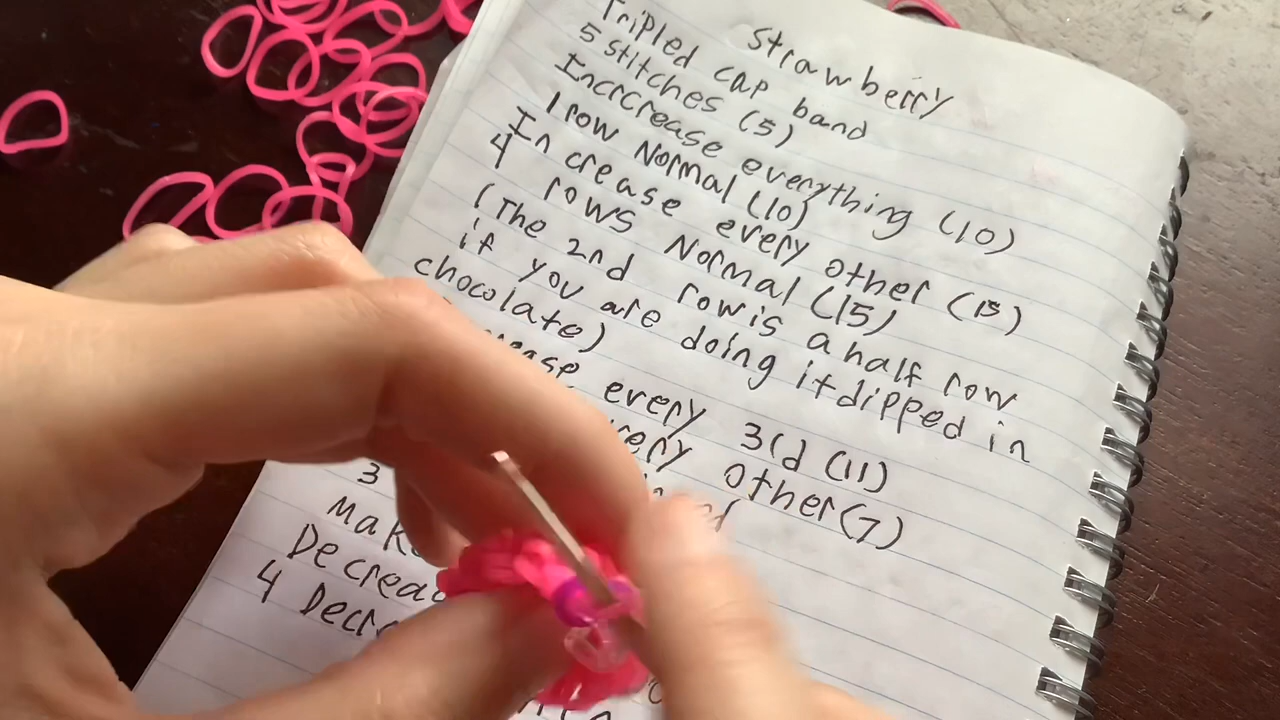 Strawberry
Tripled cap band
5 stitches (5)
Incrcrease everything (10)
1 row Normal (10)
Increase every other (15)
4 rows Normal (15)
(The 2nd row is a half row
if you are doing it dipped in
chocolate)
every 3rd (11)
other (7)
3
Mak
Decrea
4 Decr